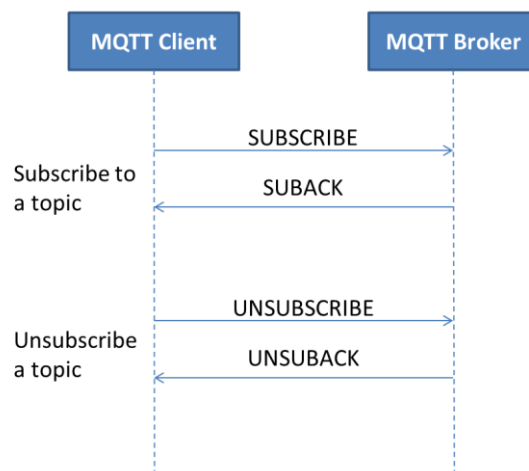 MQTT Client
MQTT Broker
SUBSCRIBE
Subscribe to
a topic
SUBACK
UNSUBSCRIBE
Unsubscribe
a topic
UNSUBACK